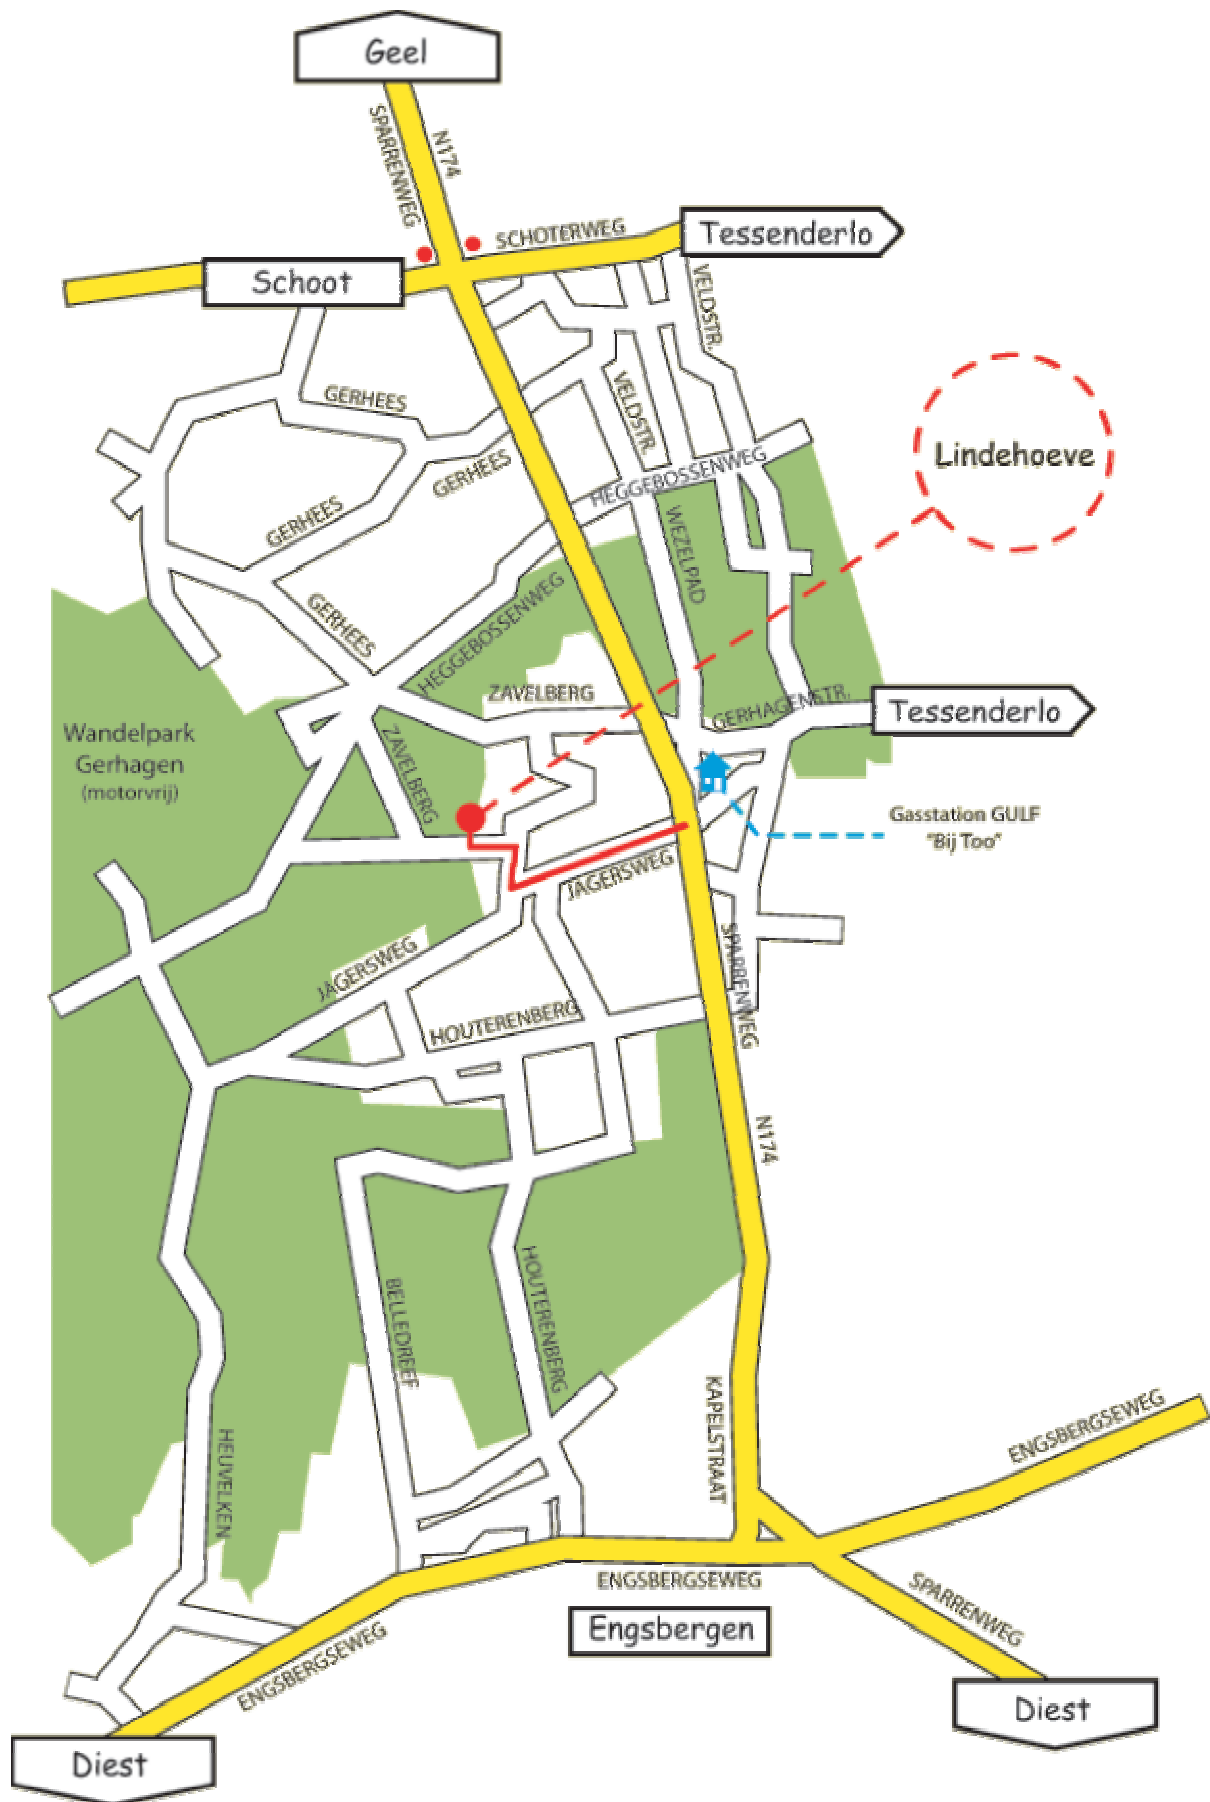 Geel
SPARRENWEG
N174
SCHOTERWEG
Tessenderlo
Schoot
VELDSTR.
GERHEES
VELDSTR.
Lindehoeve
GERHEES
HEGGEBOSSENWEG
GERHEES
WEZELPAD
GERHEES
HEGGEBOSSENWEG
ZAVELBERG
GERHAGENSTR.
Tessenderlo
Wandelpark
Gerhagen
(motorvrij)
ZAVELBERG
Gasstation GULF
"Bij Too"
JAGERSWEG
JAGERSWEG
SPARRENWEG
HOUTERENBERG
N174
HOUTERENBERG
BELLEDREEF
KAPELSTRAAT
ENGSBERGSEWEG
HEUVELKEN
ENGSBERGSEWEG
SPARRENWEG
Engsbergen
ENGSBERGSEWEG
Diest
Diest